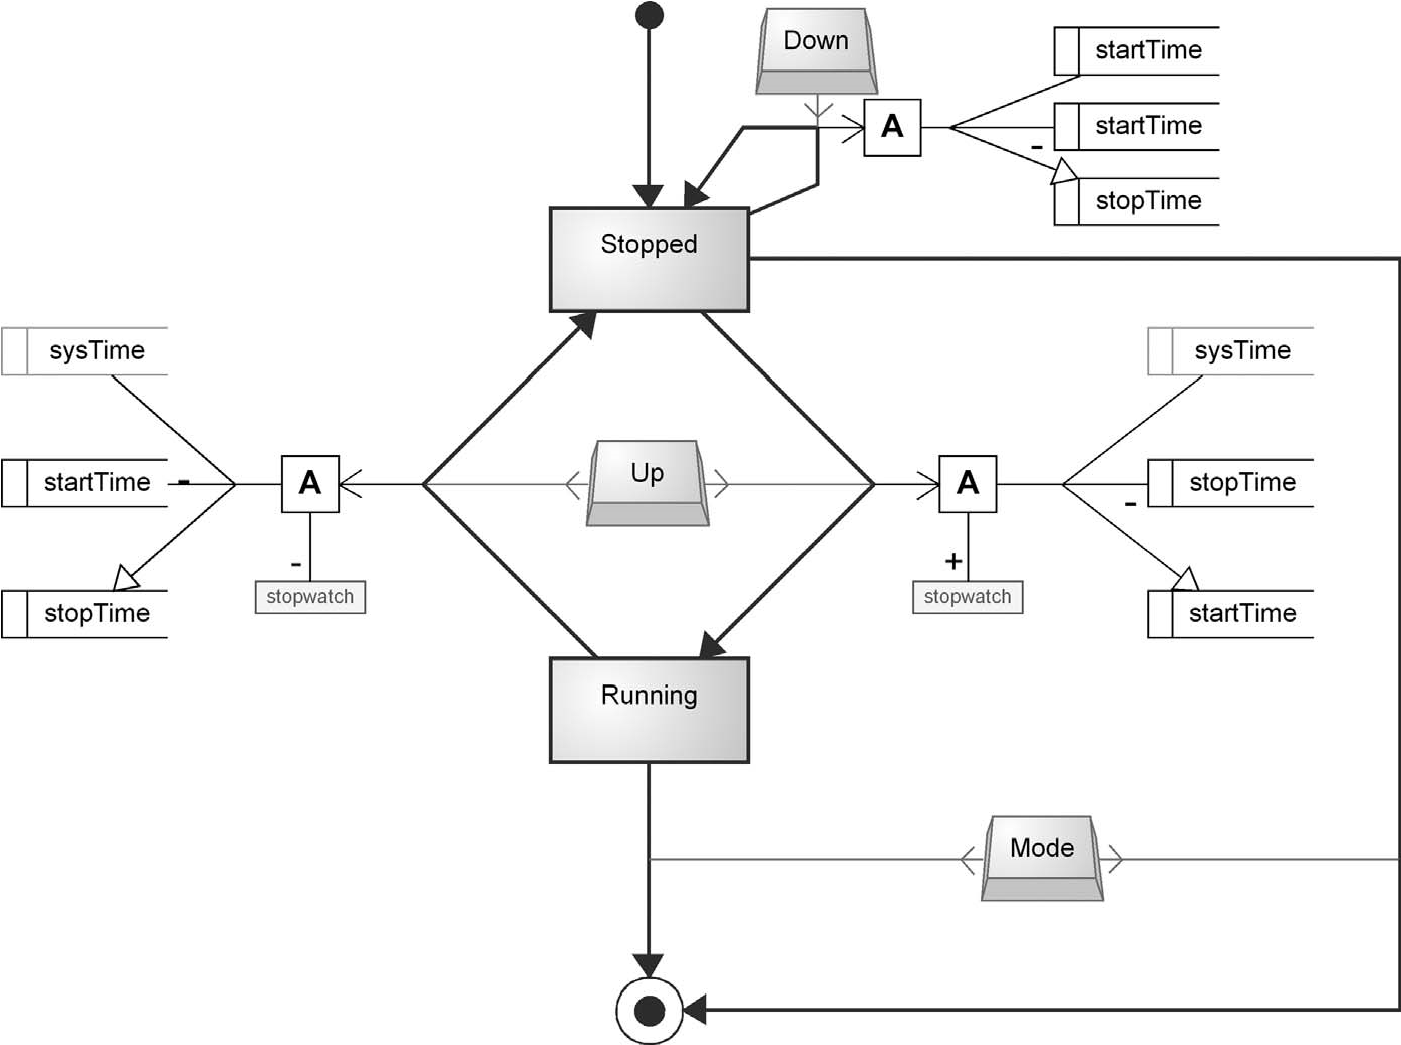 Down
startTime
A
startTime
-
stopTime
Stopped
sysTime
sysTime
Up
startTime
-
A
A
stopTime
-
-
stopwatch
+
stopwatch
stopTime
startTime
Running
Mode